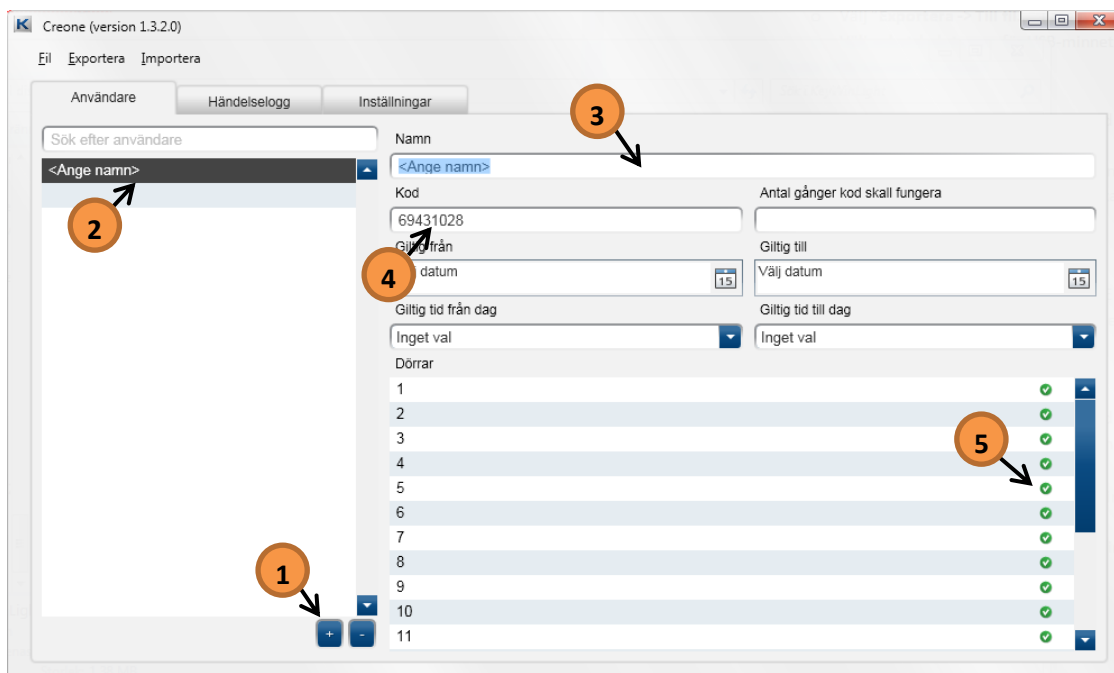 Creone (version 1.3.2.0)
Fil Exportera Importera
Användare Händelselogg Inställningar
3
Sök efter användare
Namn
<Ange namn>
<Ange namn>
2
Kod Antal gånger kod skall fungera
69431028
4
Giltig från Giltig till
datum 15 Välj datum 15
Giltig tid från dag Giltig tid till dag
Inget val Inget val
Dörrar
1
2
3
4
5
5
6
7
8
9
10
11
1
+ -